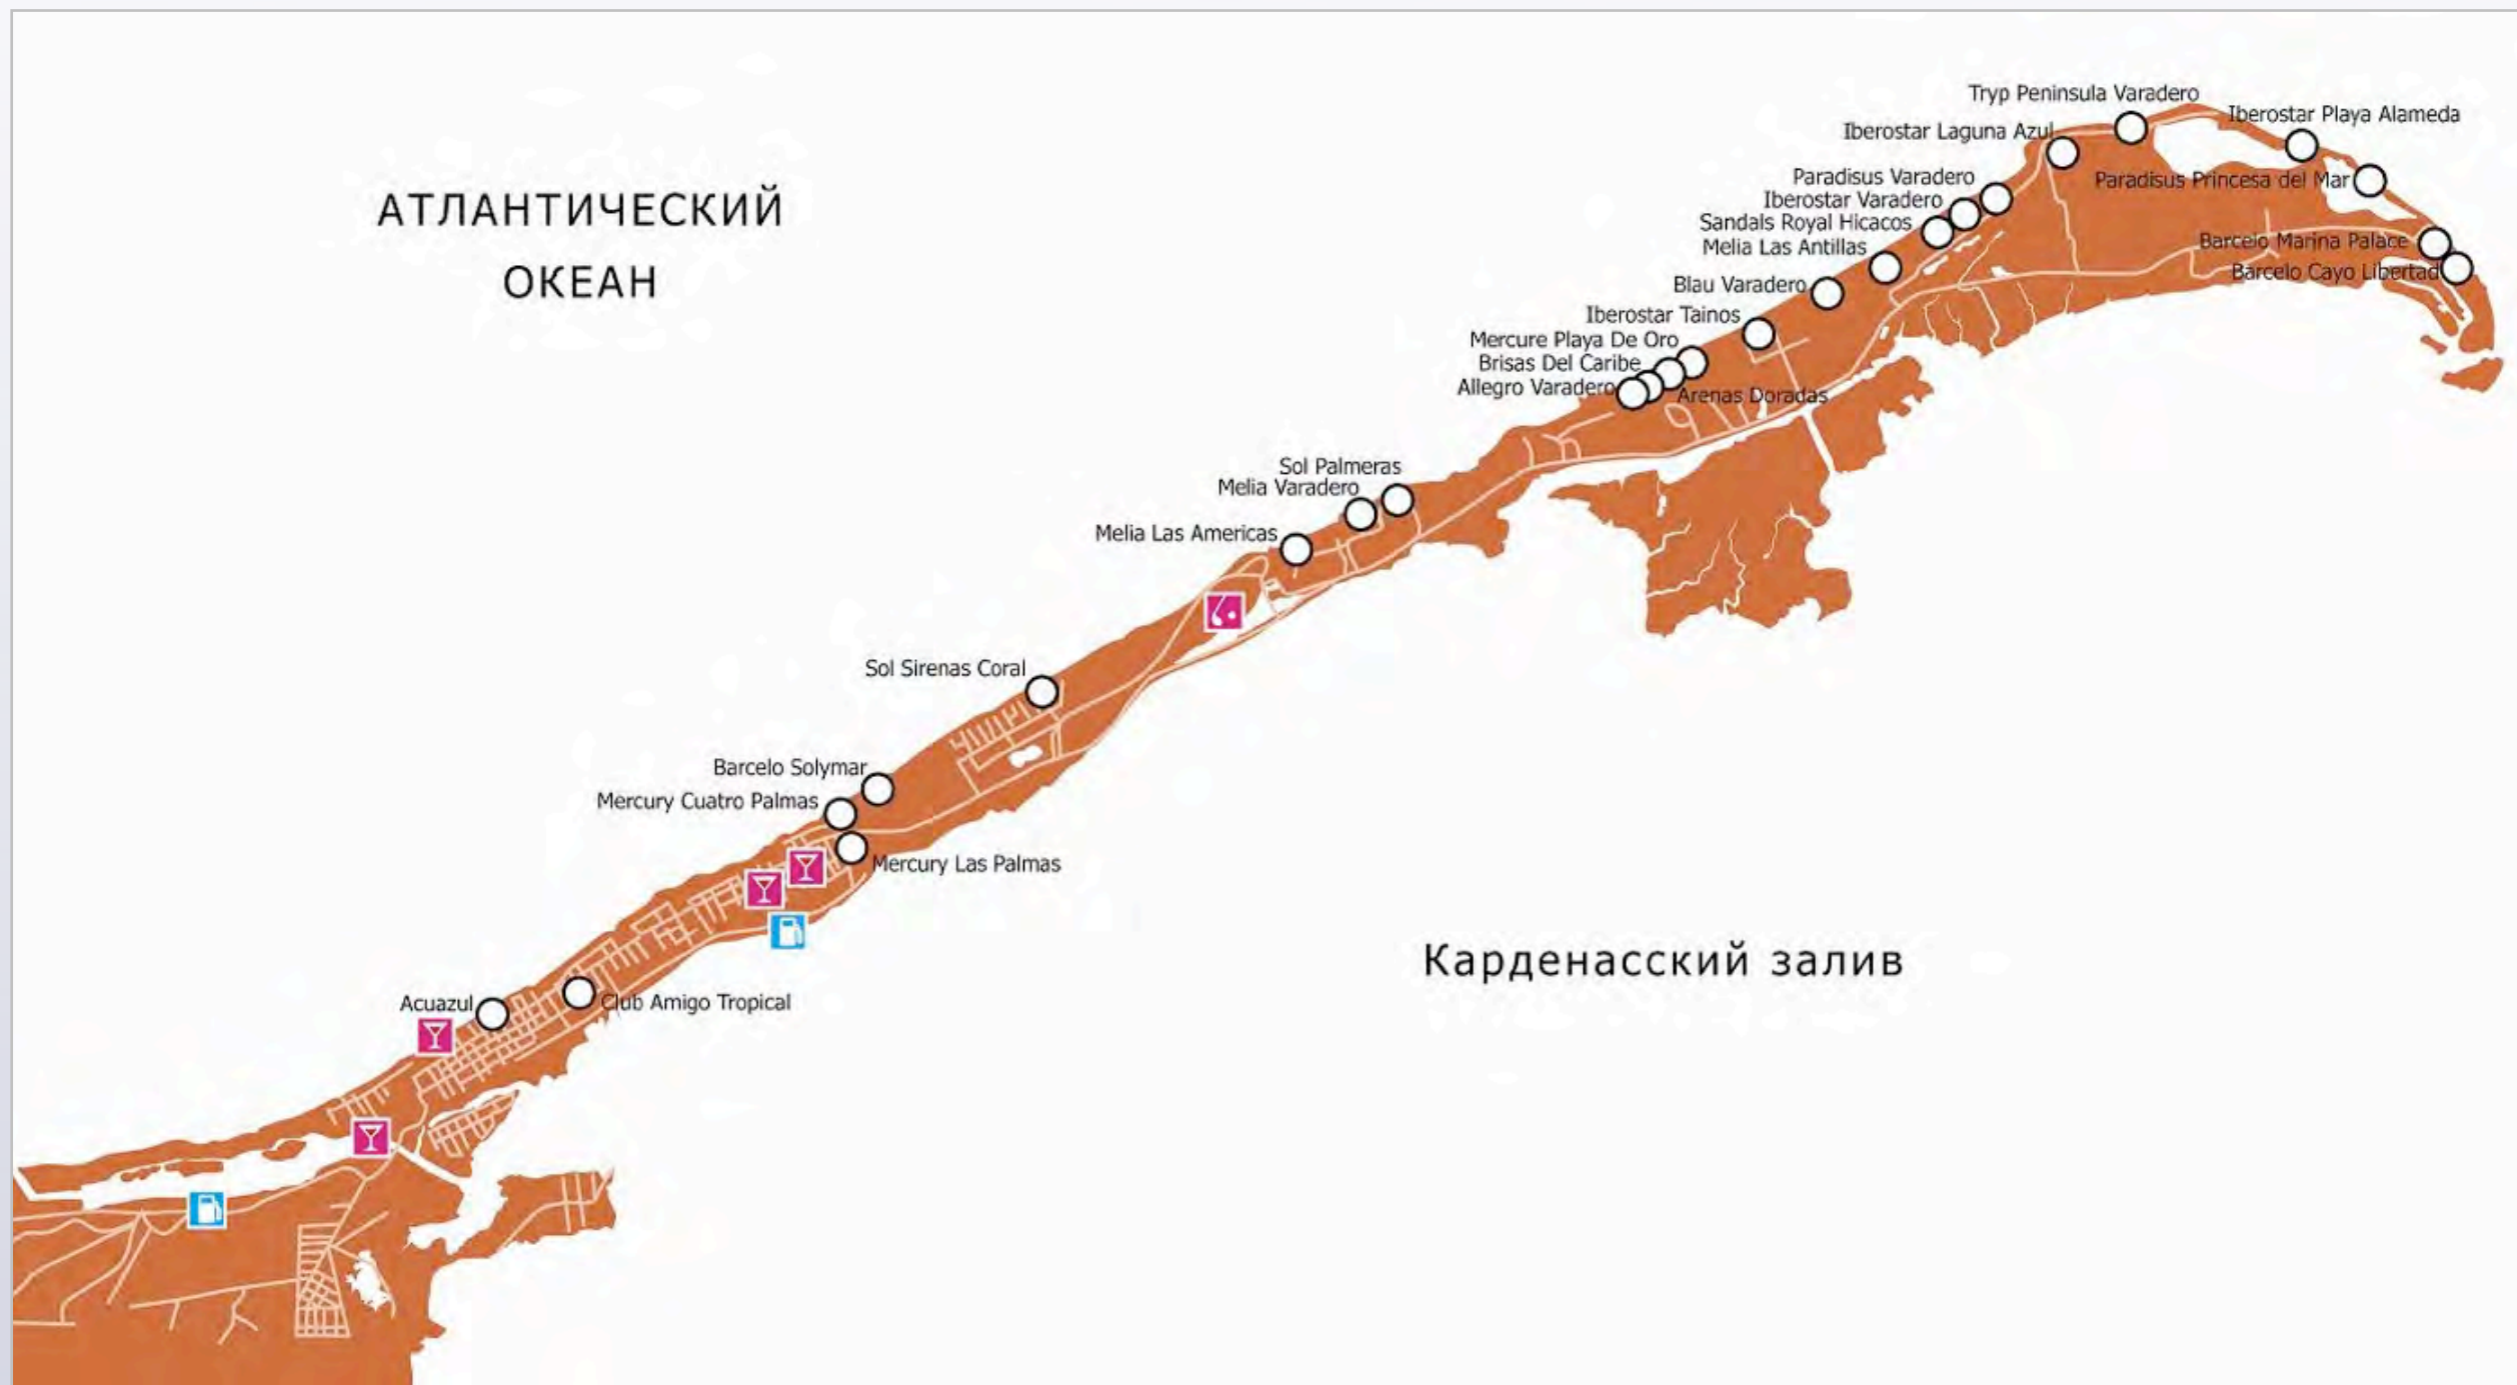 Tryp Peninsula Varadero
Iberostar Playa Alameda
Iberostar Laguna Azul
Paradisus Varadero
Paradisus Princesa del Mar
Iberostar Varadero
Sandals Royal Hicacos
Melia Las Antillas
Barcelo Marina Palace
Barcelo Cayo Libertad
Blau Varadero
Iberostar Tainos
Mercure Playa De Oro
Brisas Del Caribe
Allegro Varadero
Arenas Doradas
АТЛАНТИЧЕСКИЙ
ОКЕАН
Sol Palmeras
Melia Varadero
Melia Las Americas
Sol Sirenas Coral
Barcelo Solymar
Mercury Cuatro Palmas
Mercury Las Palmas
Карденасский залив
Acuazul
Club Amigo Tropical